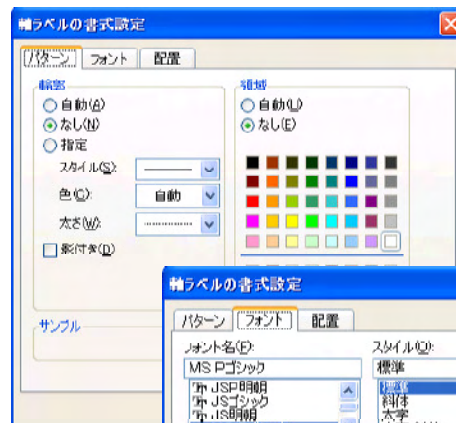 軸ラベルの書式設定
パターン フォント 配置
輪郭
自動(A)
なし(N)
指定
スタイル(S):
色(C): 自動
太さ(W):
影付き(D)
領域
自動(U)
なし(E)
サンプル
軸ラベルの書式設定
パターン フォント 配置
フォント名(F):
MS Pゴシック
JSP明朝
JSゴシック
JS明朝
スタイル(O):
標準
標準
斜体
太字